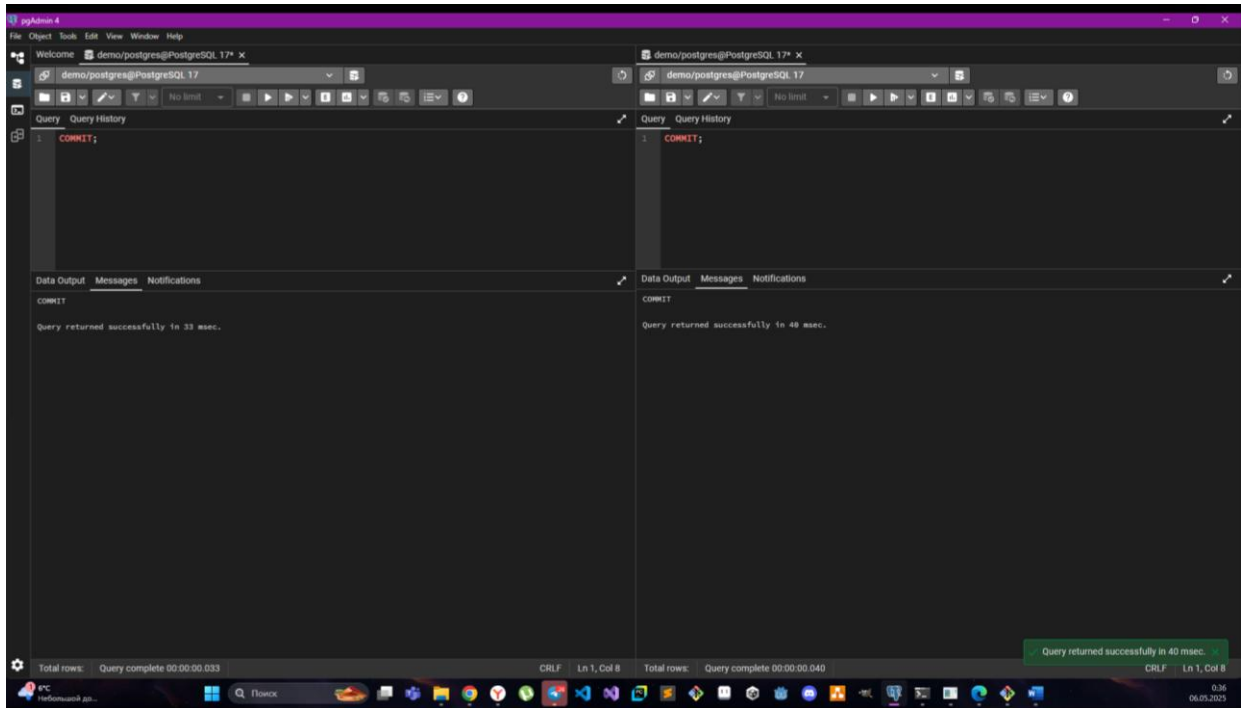 pgAdmin 4
File Object Tools Edit View Window Help
Welcome demo/postgres@PostgreSQL 17*
demo/postgres@PostgreSQL 17
No limit
Query Query History
1 COMMIT;
Data Output Messages Notifications
COMMIT
Query returned successfully in 33 msec.
Total rows: Query complete 00:00:00.033 CRLF Ln 1, Col 8
demo/postgres@PostgreSQL 17*
demo/postgres@PostgreSQL 17
No limit
Query Query History
1 COMMIT;
Data Output Messages Notifications
COMMIT
Query returned successfully in 40 msec.
Query returned successfully in 40 msec.
Total rows: Query complete 00:00:00.040 CRLF Ln 1, Col 8
6°C
Небольшой до...
Поиск
0:36
06.05.2025